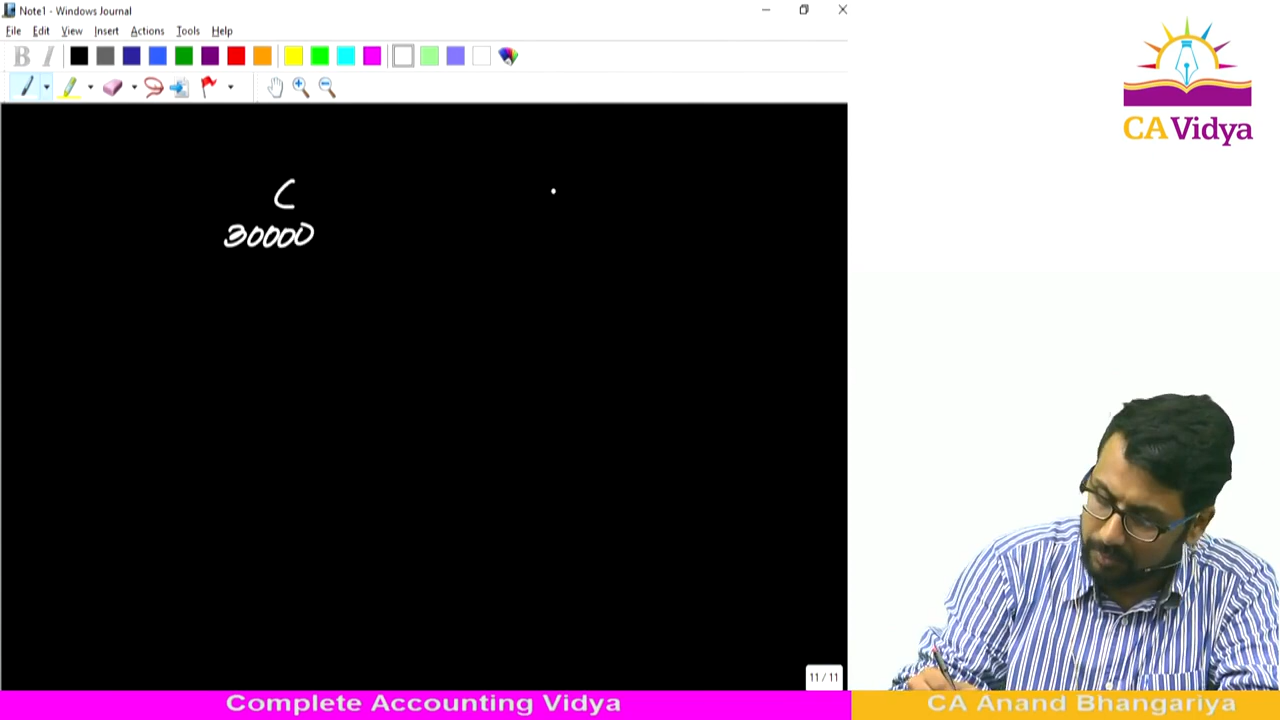 Note1 - Windows Journal
File Edit View Insert Actions Tools Help
B I
CA Vidya
C
30000
11 / 11
Complete Accounting Vidya
CA Anand Bhangariya